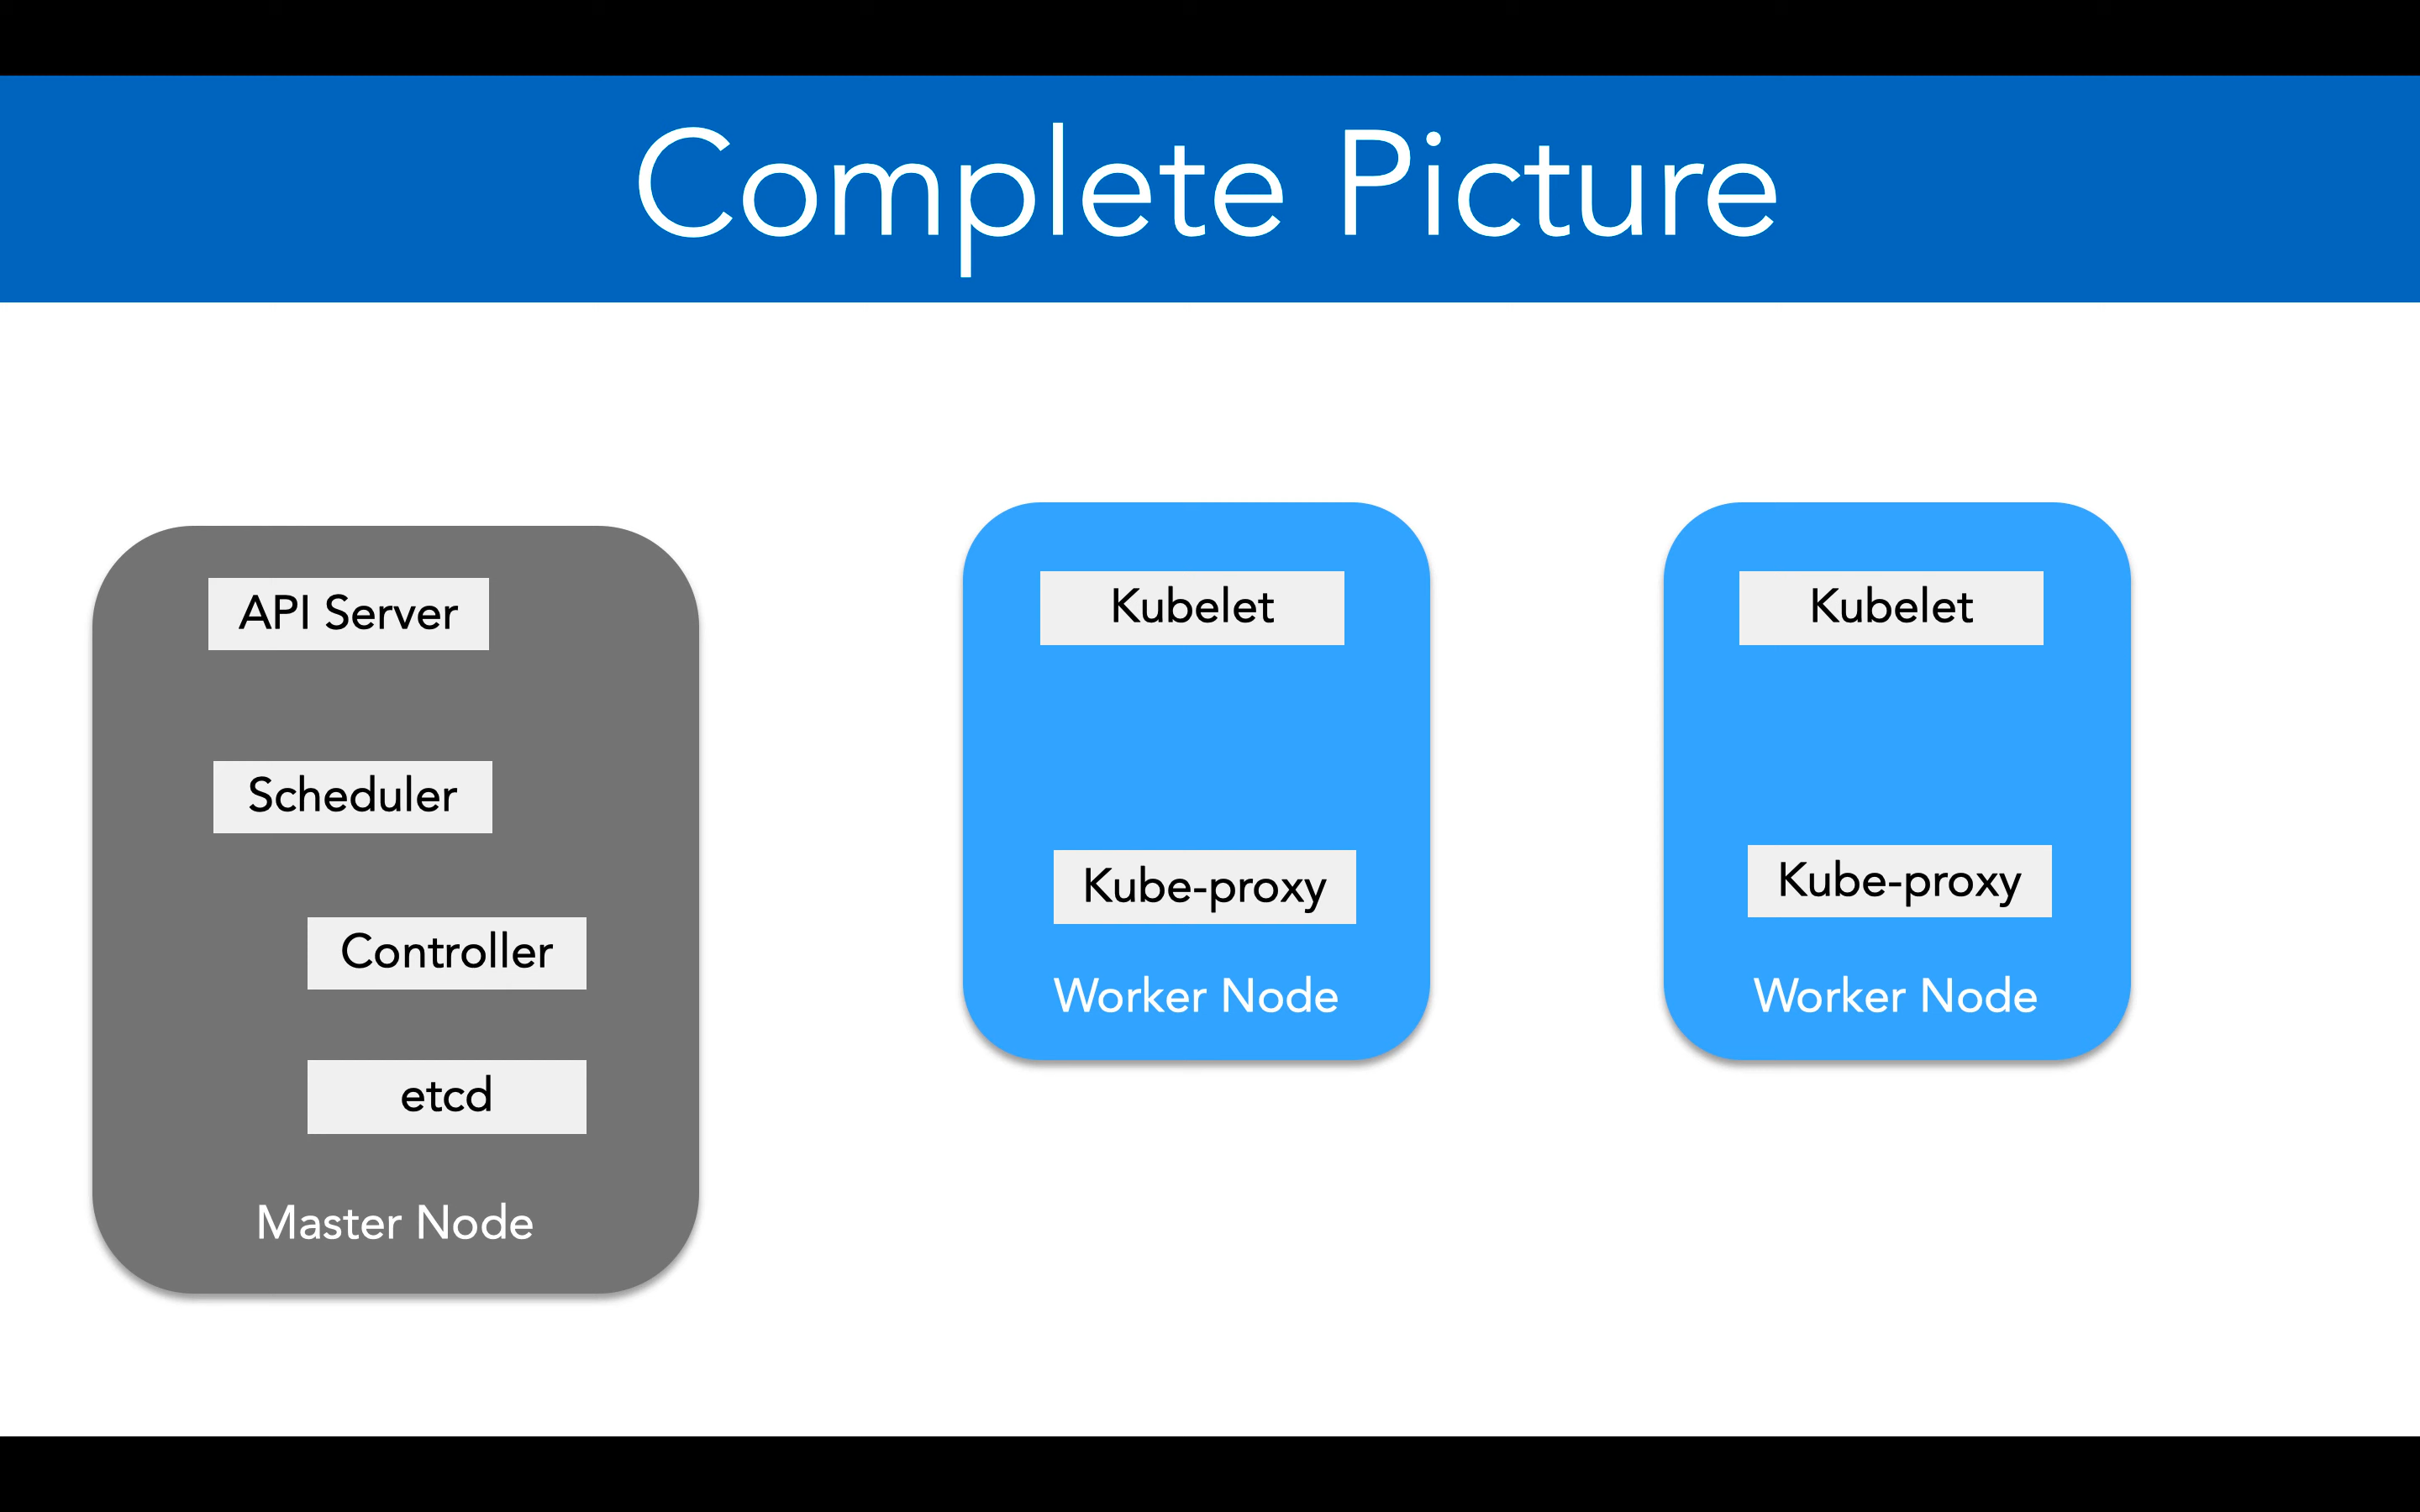 Complete Picture
API Server
Scheduler
Controller
etcd
Master Node
Kubelet
Kube-proxy
Worker Node
Kubelet
Kube-proxy
Worker Node